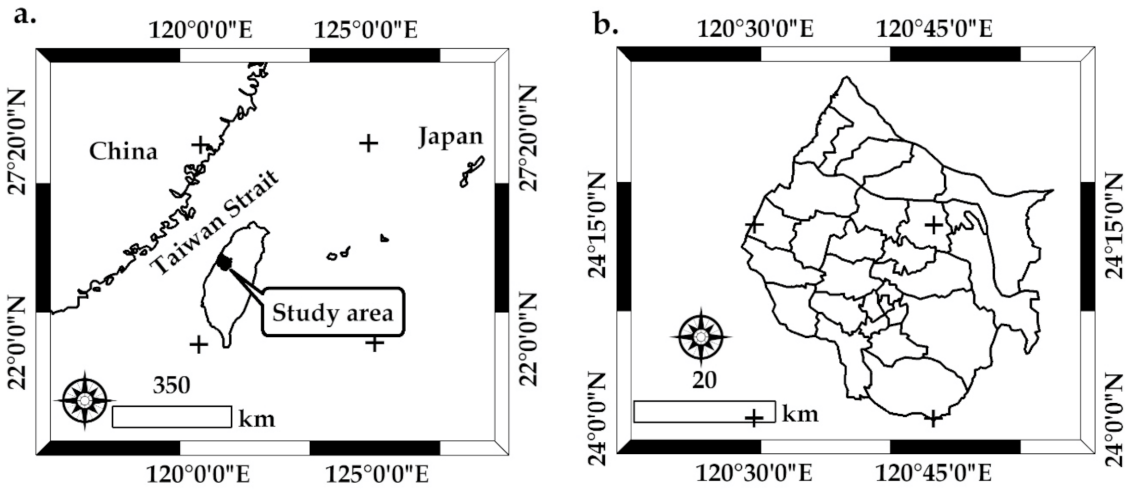 a.
120°0'0"E 125°0'0"E
27°20'0"N
22°0'0"N
China
Japan
Taiwan Strait
Study area
350
km
27°20'0"N
22°0'0"N
120°0'0"E 125°0'0"E
b.
120°30'0"E 120°45'0"E
24°15'0"N
24°0'0"N
20
km
24°15'0"N
24°0'0"N
120°30'0"E 120°45'0"E